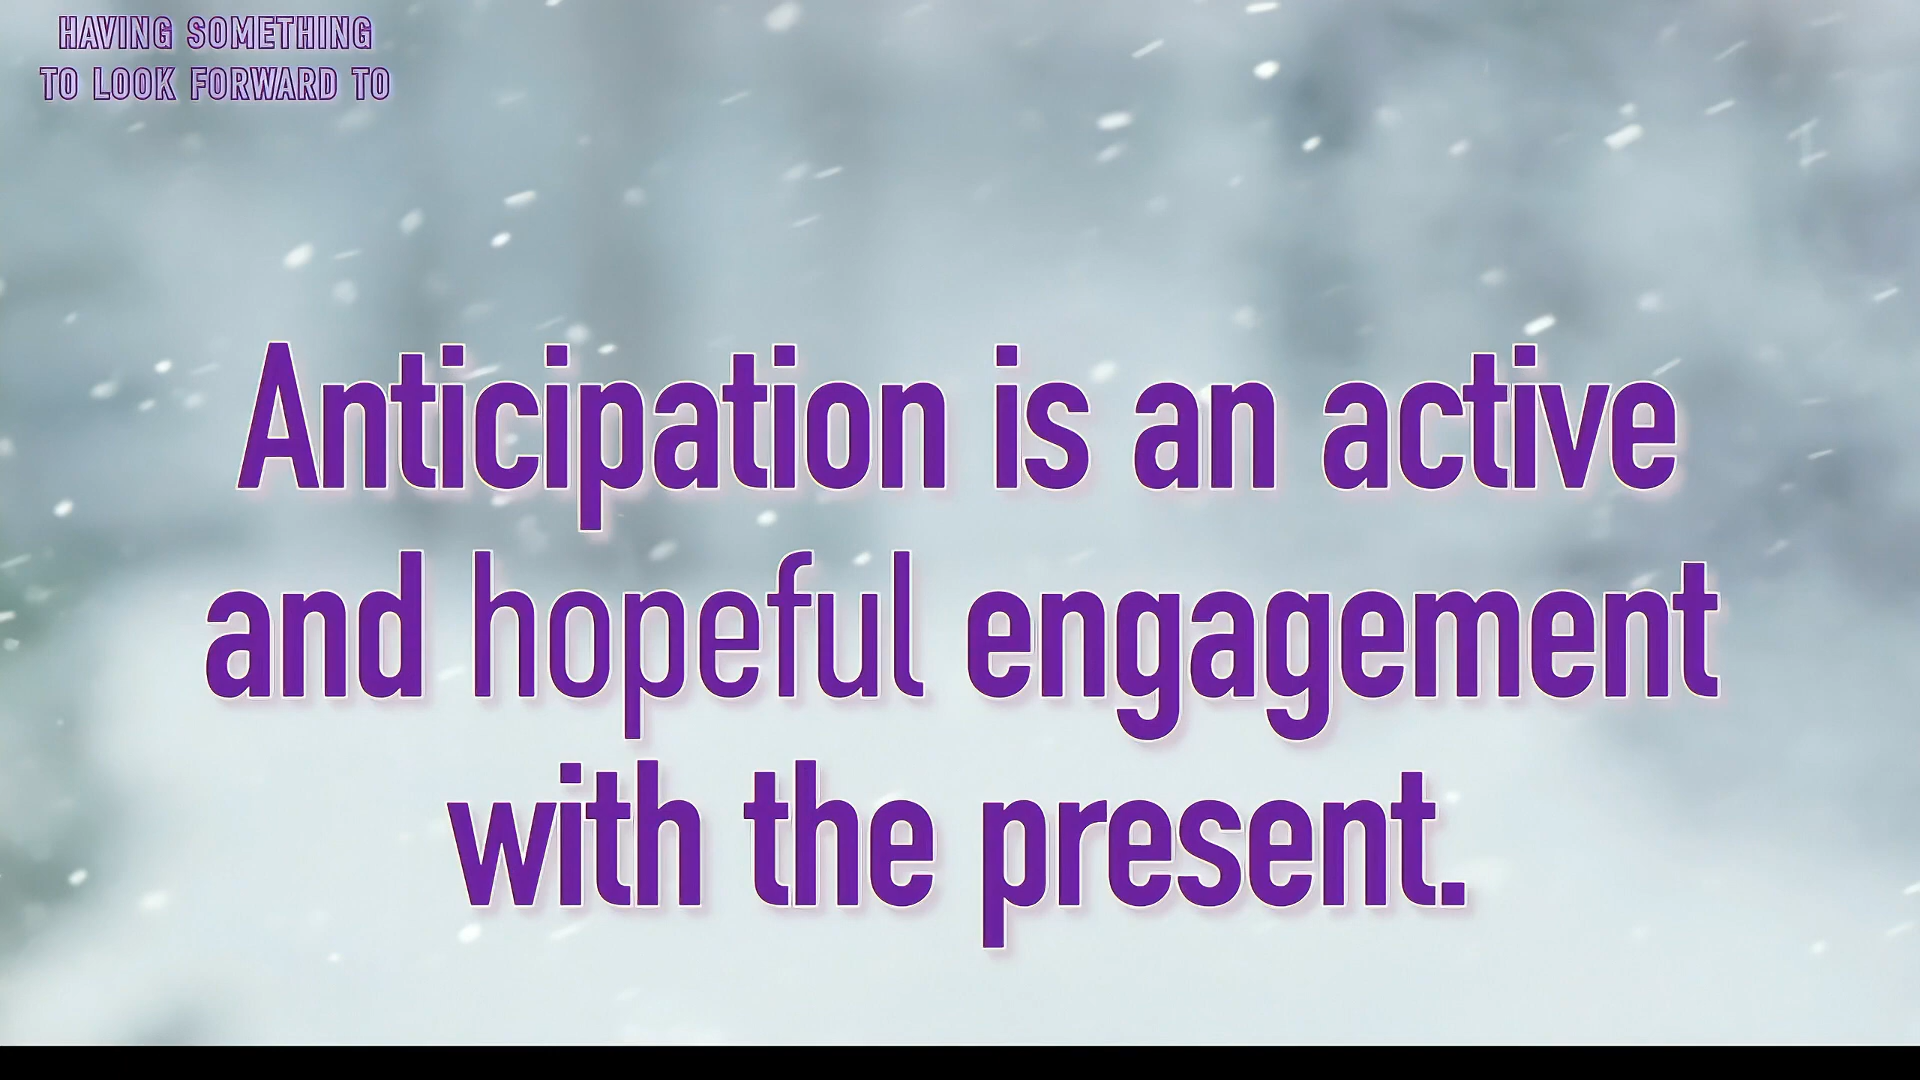 HAVING SOMETHING
TO LOOK FORWARD TO
Anticipation is an active
and hopeful engagement
with the present.